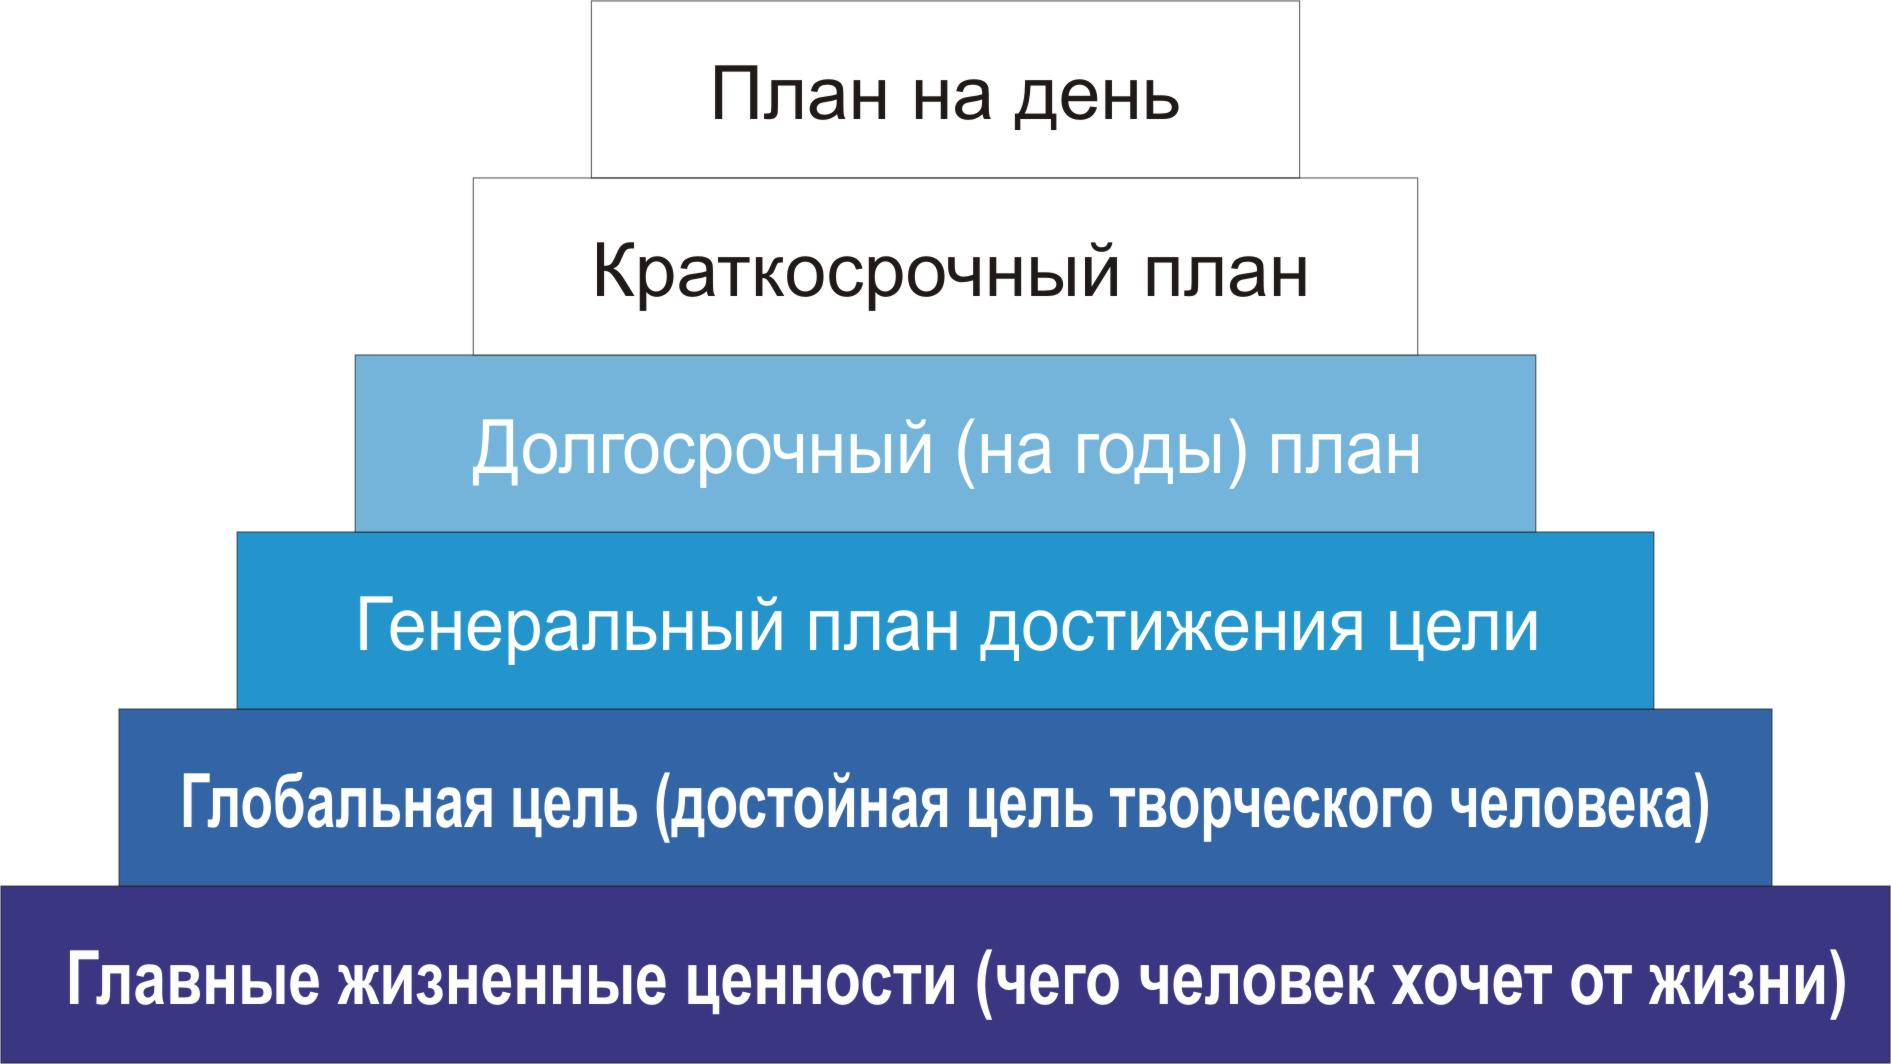 План на день
Краткосрочный план
Долгосрочный (на годы) план
Генеральный план достижения цели
Глобальная цель (достойная цель творческого человека)
Главные жизненные ценности (чего человек хочет от жизни)